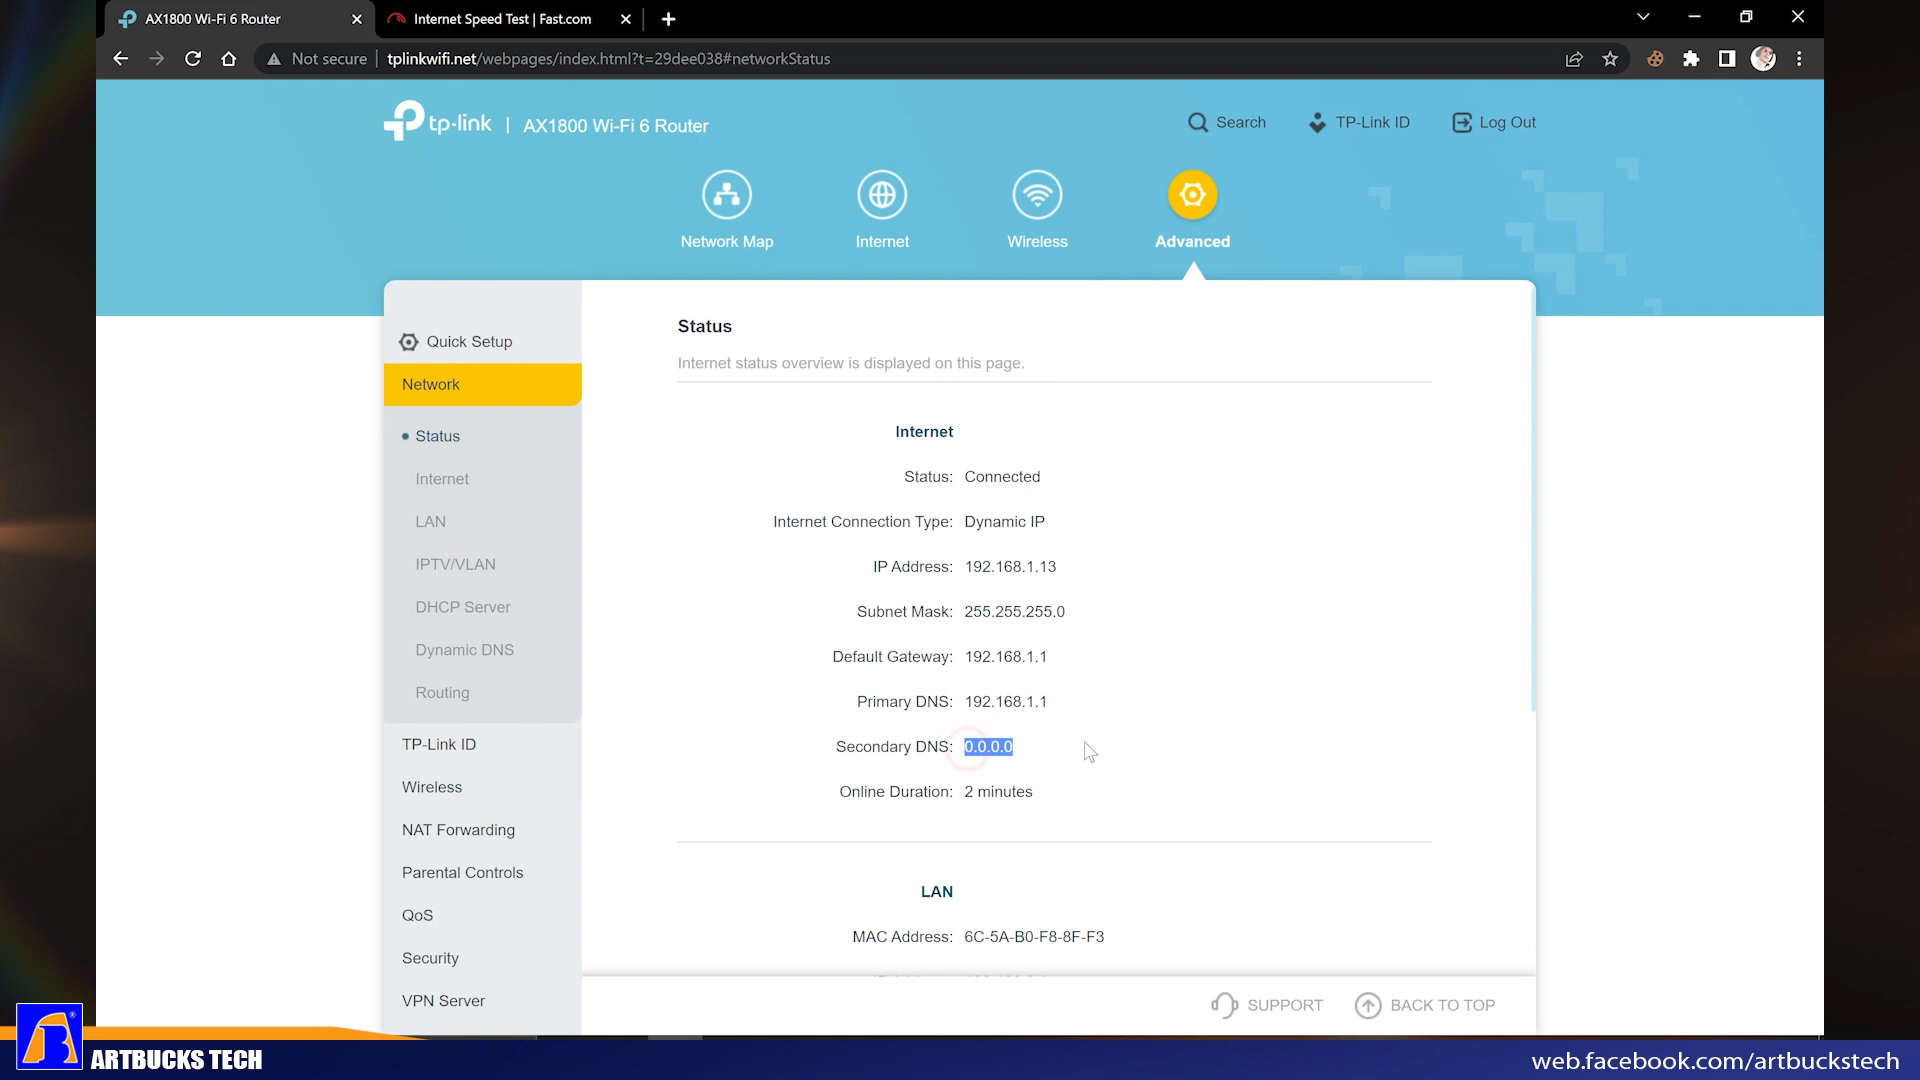 AX1800 Wi-Fi 6 Router
Internet Speed Test | Fast.com
Not secure
tplinkwifi.net/webpages/index.html?t=29dee038#networkStatus
tp-link | AX1800 Wi-Fi 6 Router
Search
TP-Link ID
Log Out
Network Map
Internet
Wireless
Advanced
Quick Setup
Network
Status
Internet
LAN
IPTV/VLAN
DHCP Server
Dynamic DNS
Routing
TP-Link ID
Wireless
NAT Forwarding
Parental Controls
QoS
Security
VPN Server
Status
Internet status overview is displayed on this page.
Internet
Status: Connected
Internet Connection Type: Dynamic IP
IP Address: 192.168.1.13
Subnet Mask: 255.255.255.0
Default Gateway: 192.168.1.1
Primary DNS: 192.168.1.1
Secondary DNS: 0.0.0.0
Online Duration: 2 minutes
LAN
MAC Address: 6C-5A-B0-F8-8F-F3
SUPPORT
BACK TO TOP
ARTBUCKS TECH
web.facebook.com/artbuckstech